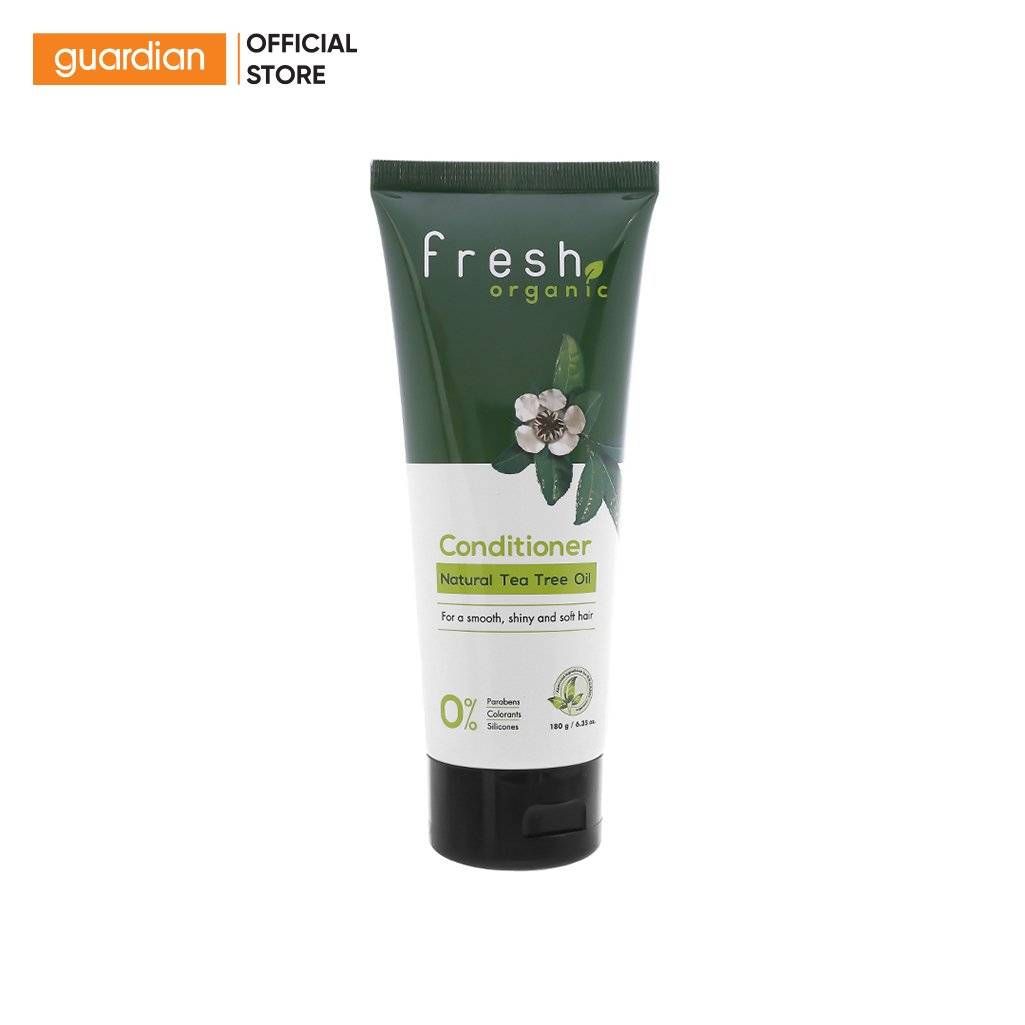 guardian
OFFICIAL
STORE
fresh
organic
Conditioner
Natural Tea Tree Oil
For a smooth, shiny and soft hair
0%
Parabens
Colorants
Silicones
180 g / 6.35 oz.